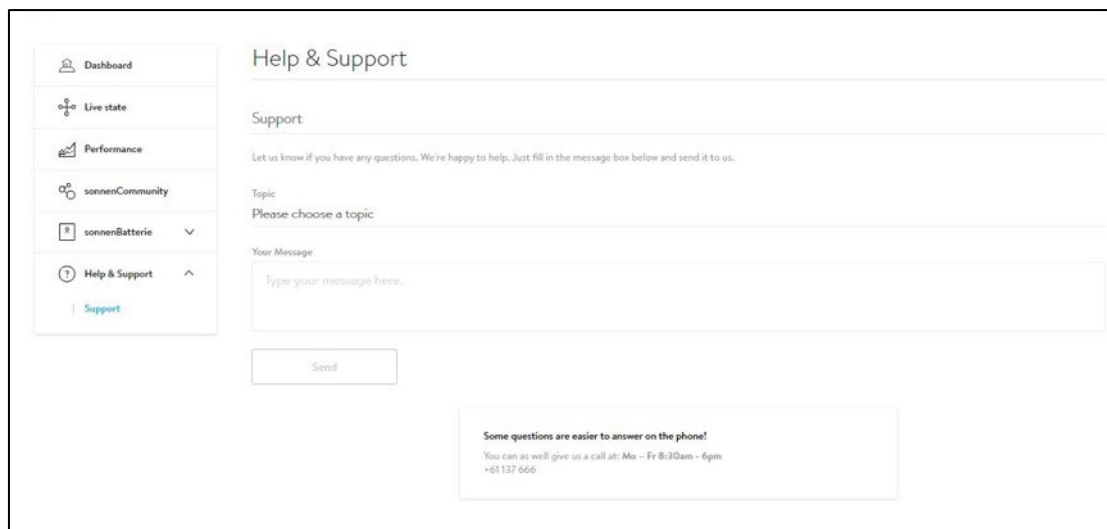 Dashboard
Live state
Performance
sonnenCommunity
sonnenBatterie
Help & Support
Support
Help & Support
Support
Let us know if you have any questions. We're happy to help. Just fill in the message box below and send it to us.
Topic
Please choose a topic
Your Message
Type your message here.
Send
Some questions are easier to answer on the phone!
You can as well give us a call at: Mo – Fr 8:30am - 6pm
+61 137 666